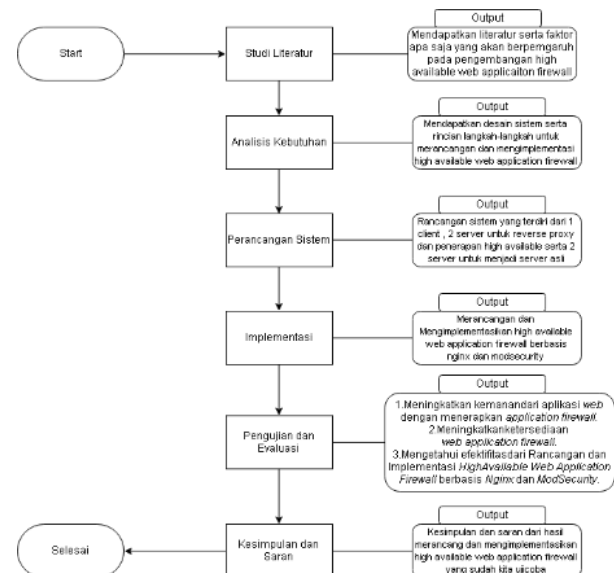 Start
Studi Literatur
Output
Mendapatkan literatur serta faktor
apa saja yang akan berpemgaruh
pada pengembangan high
available web applicaiton firewall
Analisis Kebutuhan
Output
Mendapatkan desain sistem serta
rincian langkah-langkah untuk
merancangan dan mengimplementasi
high available web application firewall
Perancangan Sistem
Output
Rancangan sistem yang terdiri dari 1
client , 2 server untuk reverse proxy
dan penerapan high available serta 2
server untuk menjadi server asli
Implementasi
Output
Merancangan dan
Mengimplementasikan high available
web application firewall berbasis
nginx dan modsecurity
Pengujian dan
Evaluasi
Output
1.Meningkatkan kemanandari aplikasi web
dengan menerapkan application firewall.
2.Meningkatkanketersediaan
web application firewall.
3.Mengetahui efektifitasdari Rancangan dan
Implementasi HighAvailable Web Application
Firewall berbasis Nginx dan ModSecurity.
Selesai
Kesimpulan dan
Saran
Output
Kesimpulan dan saran dari hasil
merancang dan mengimplementasikan
high available web application firewall
yang sudah kita ujicoba